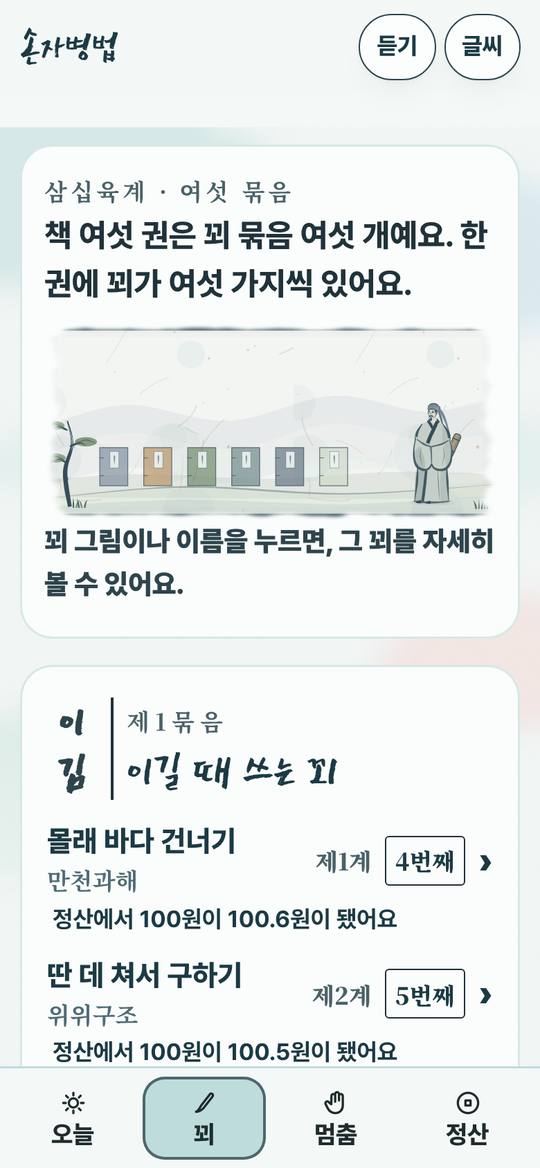 손자병법
듣기
글씨
삼십육계 · 여섯 묶음
책 여섯 권은 꾀 묶음 여섯 개예요. 한
권에 꾀가 여섯 가지씩 있어요.
꾀 그림이나 이름을 누르면, 그 꾀를 자세히
볼 수 있어요.
이김
제1묶음
이길 때 쓰는 꾀
몰래 바다 건너기
만천과해
제1계
4번째
정산에서 100원이 100.6원이 됐어요
딴 데 쳐서 구하기
위위구조
제2계
5번째
정산에서 100원이 100.5원이 됐어요
오늘
꾀
멈춤
정산